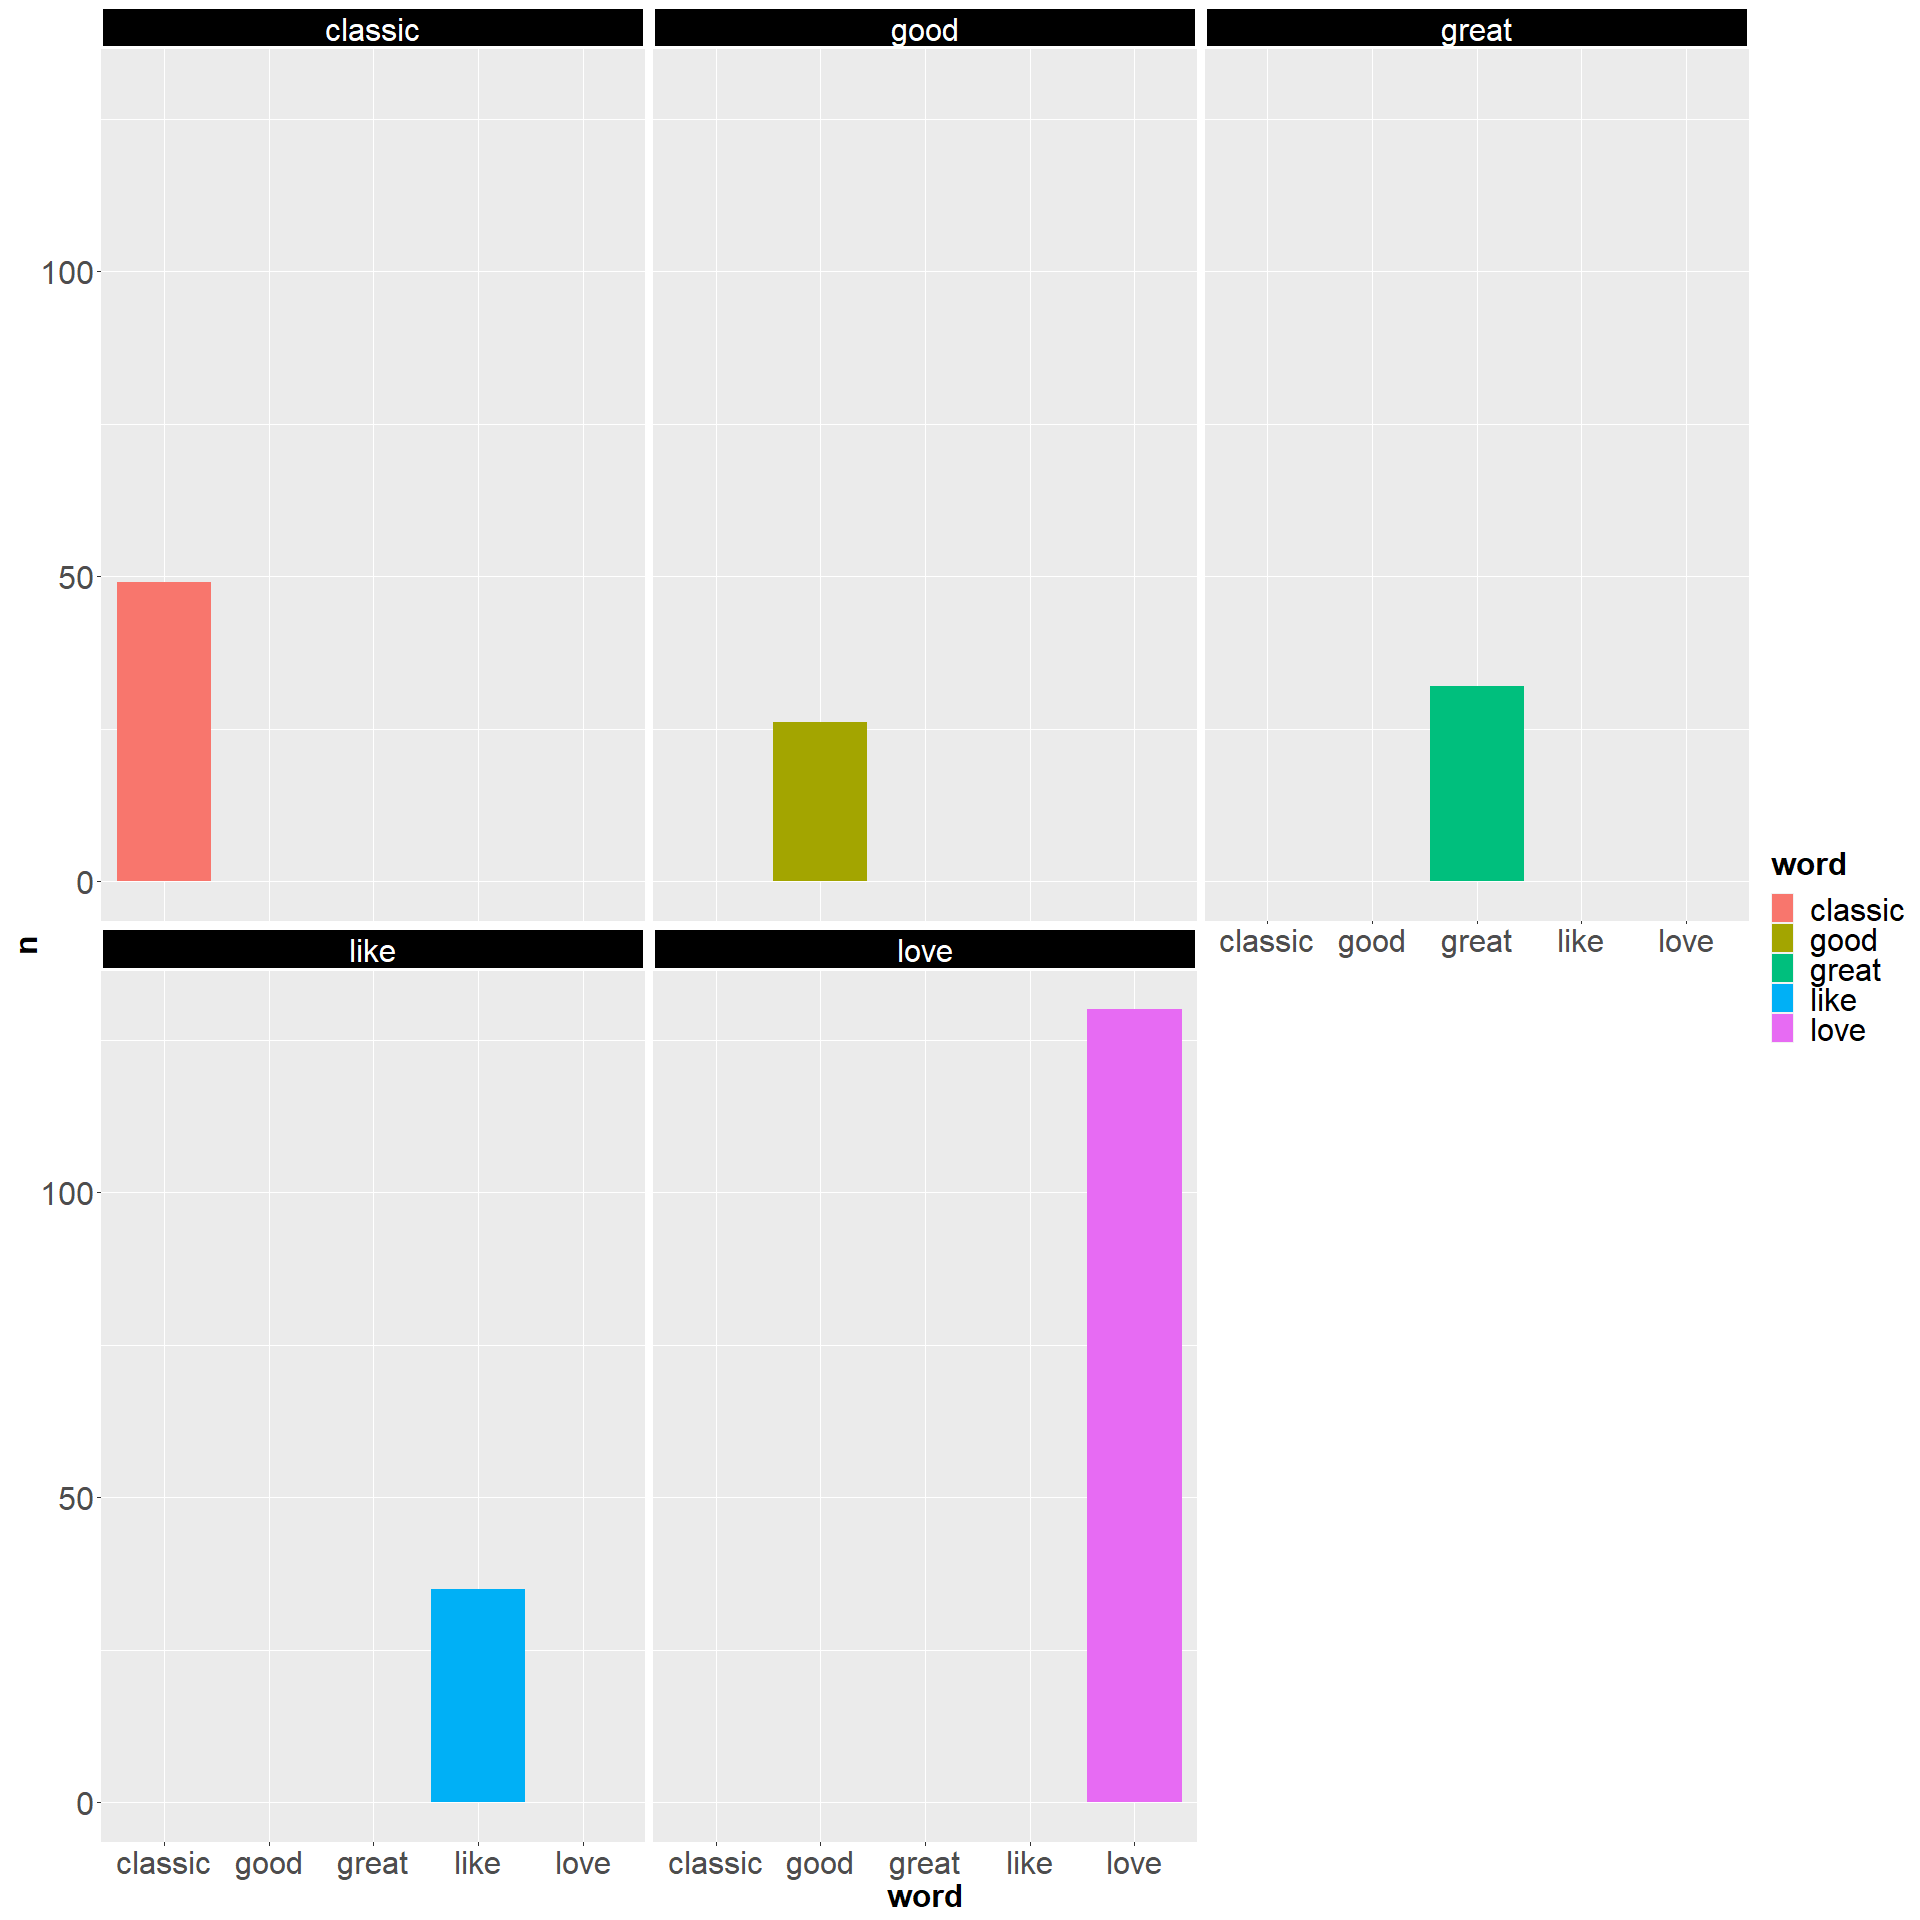 classic good great
100
50
0
classic good great like love
n
like love
100
50
0
classic good great like love classic good great like love
word
word
classic
good
great
like
love